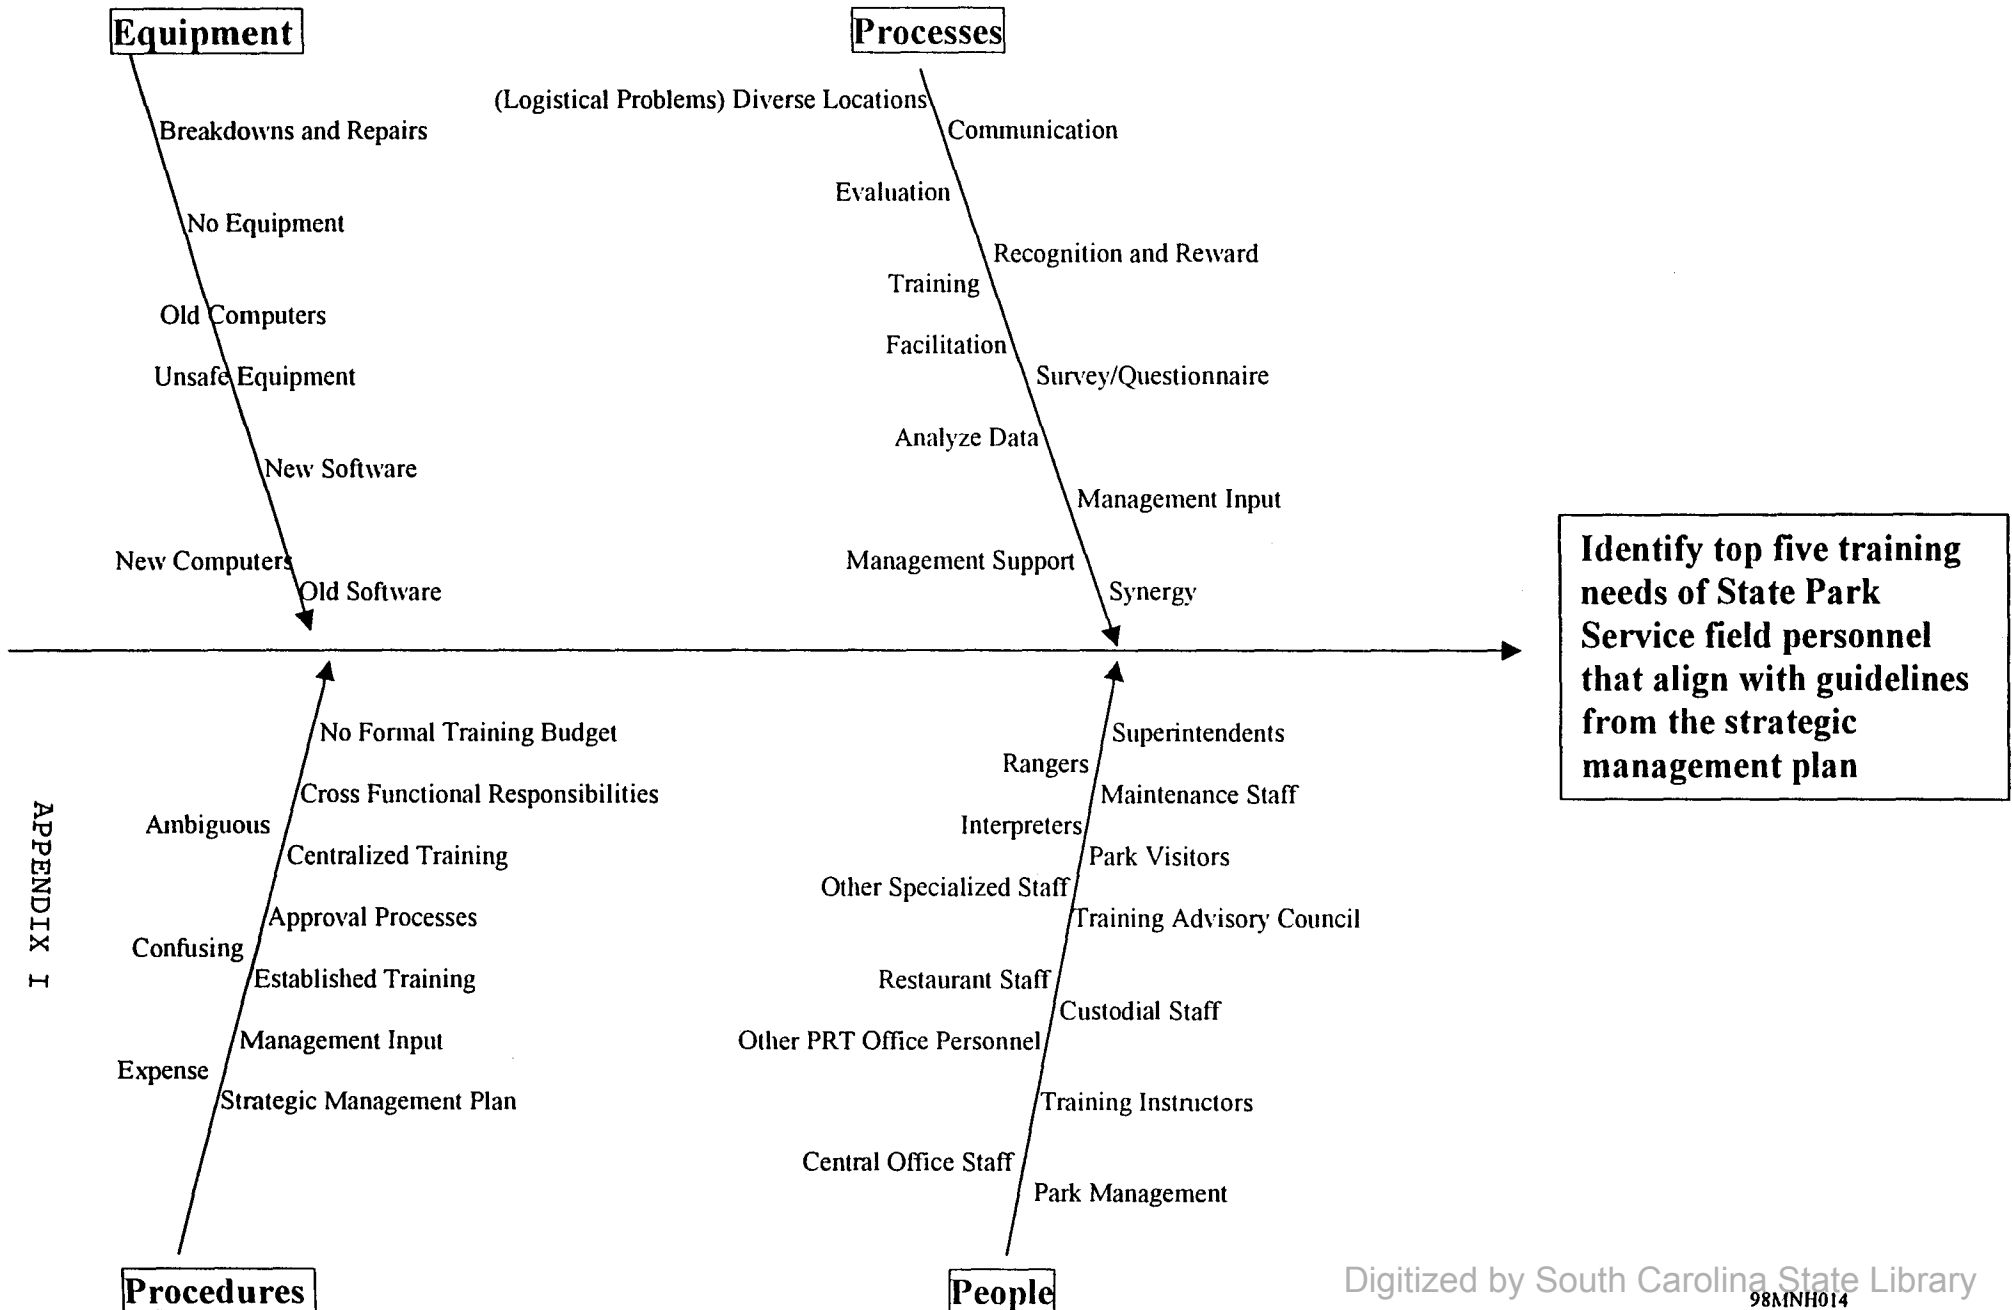 Equipment
Breakdowns and Repairs
No Equipment
Old Computers
Unsafe Equipment
New Software
New Computers
Old Software
Processes
(Logistical Problems) Diverse Locations
Communication
Evaluation
Recognition and Reward
Training
Facilitation
Survey/Questionnaire
Analyze Data
Management Input
Management Support
Synergy
Identify top five training
needs of State Park
Service field personnel
that align with guidelines
from the strategic
management plan
No Formal Training Budget
Cross Functional Responsibilities
Ambiguous
Centralized Training
Approval Processes
Confusing
Established Training
Management Input
Expense
Strategic Management Plan
Procedures
Superintendents
Rangers
Maintenance Staff
Interpreters
Park Visitors
Other Specialized Staff
Training Advisory Council
Restaurant Staff
Custodial Staff
Other PRT Office Personnel
Training Instructors
Central Office Staff
Park Management
People
APPENDIX I
Digitized by South Carolina State Library
98MNH014